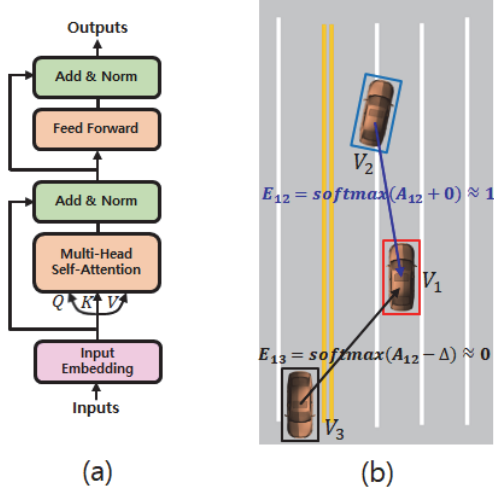 Outputs
Add & Norm
Feed Forward
Add & Norm
Multi-Head
Self-Attention
Q K V
Input
Embedding
Inputs
(a)
V₂
E₁₂ = softmax(A₁₂ + 0) ≈ 1
V₁
E₁₃ = softmax(A₁₂ − Δ) ≈ 0
V₃
(b)